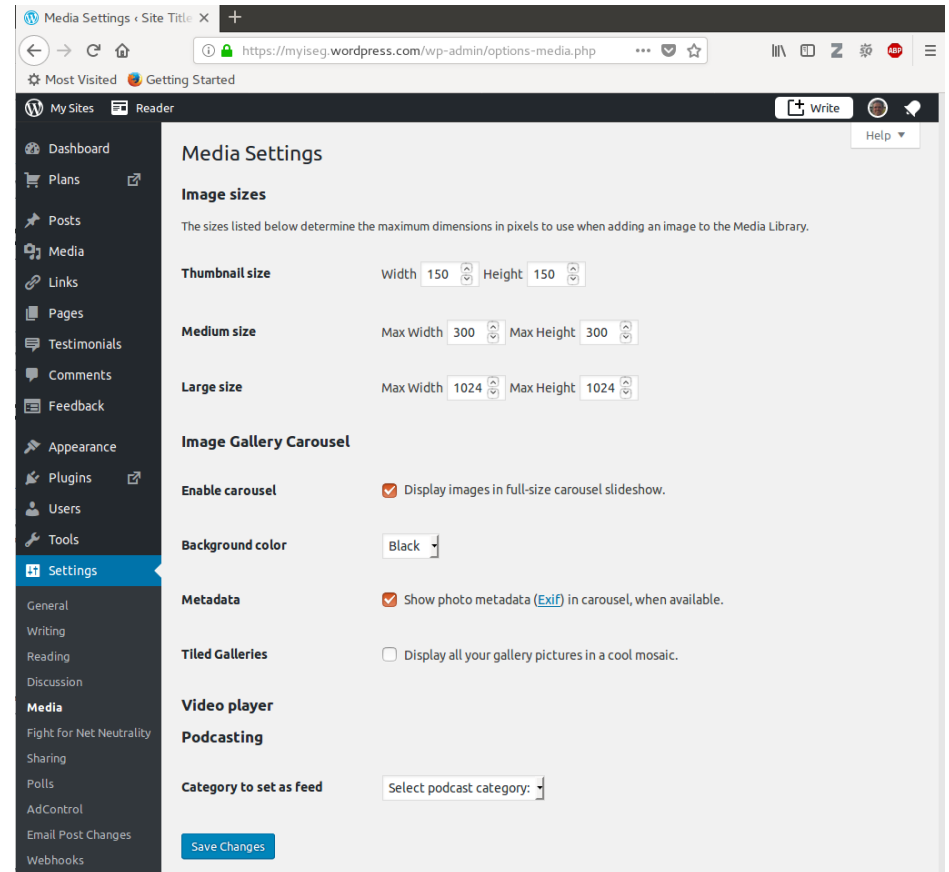 Media Settings ‹ Site Title
https://myiseg.wordpress.com/wp-admin/options-media.php
Most Visited Getting Started
My Sites Reader Write
Help
Dashboard
Plans
Posts
Media
Links
Pages
Testimonials
Comments
Feedback
Appearance
Plugins
Users
Tools
Settings
General
Writing
Reading
Discussion
Media
Fight for Net Neutrality
Sharing
Polls
AdControl
Email Post Changes
Webhooks
Media Settings
Image sizes
The sizes listed below determine the maximum dimensions in pixels to use when adding an image to the Media Library.
Thumbnail size Width 150 Height 150
Medium size Max Width 300 Max Height 300
Large size Max Width 1024 Max Height 1024
Image Gallery Carousel
Enable carousel Display images in full-size carousel slideshow.
Background color Black
Metadata Show photo metadata (Exif) in carousel, when available.
Tiled Galleries Display all your gallery pictures in a cool mosaic.
Video player
Podcasting
Category to set as feed Select podcast category:
Save Changes